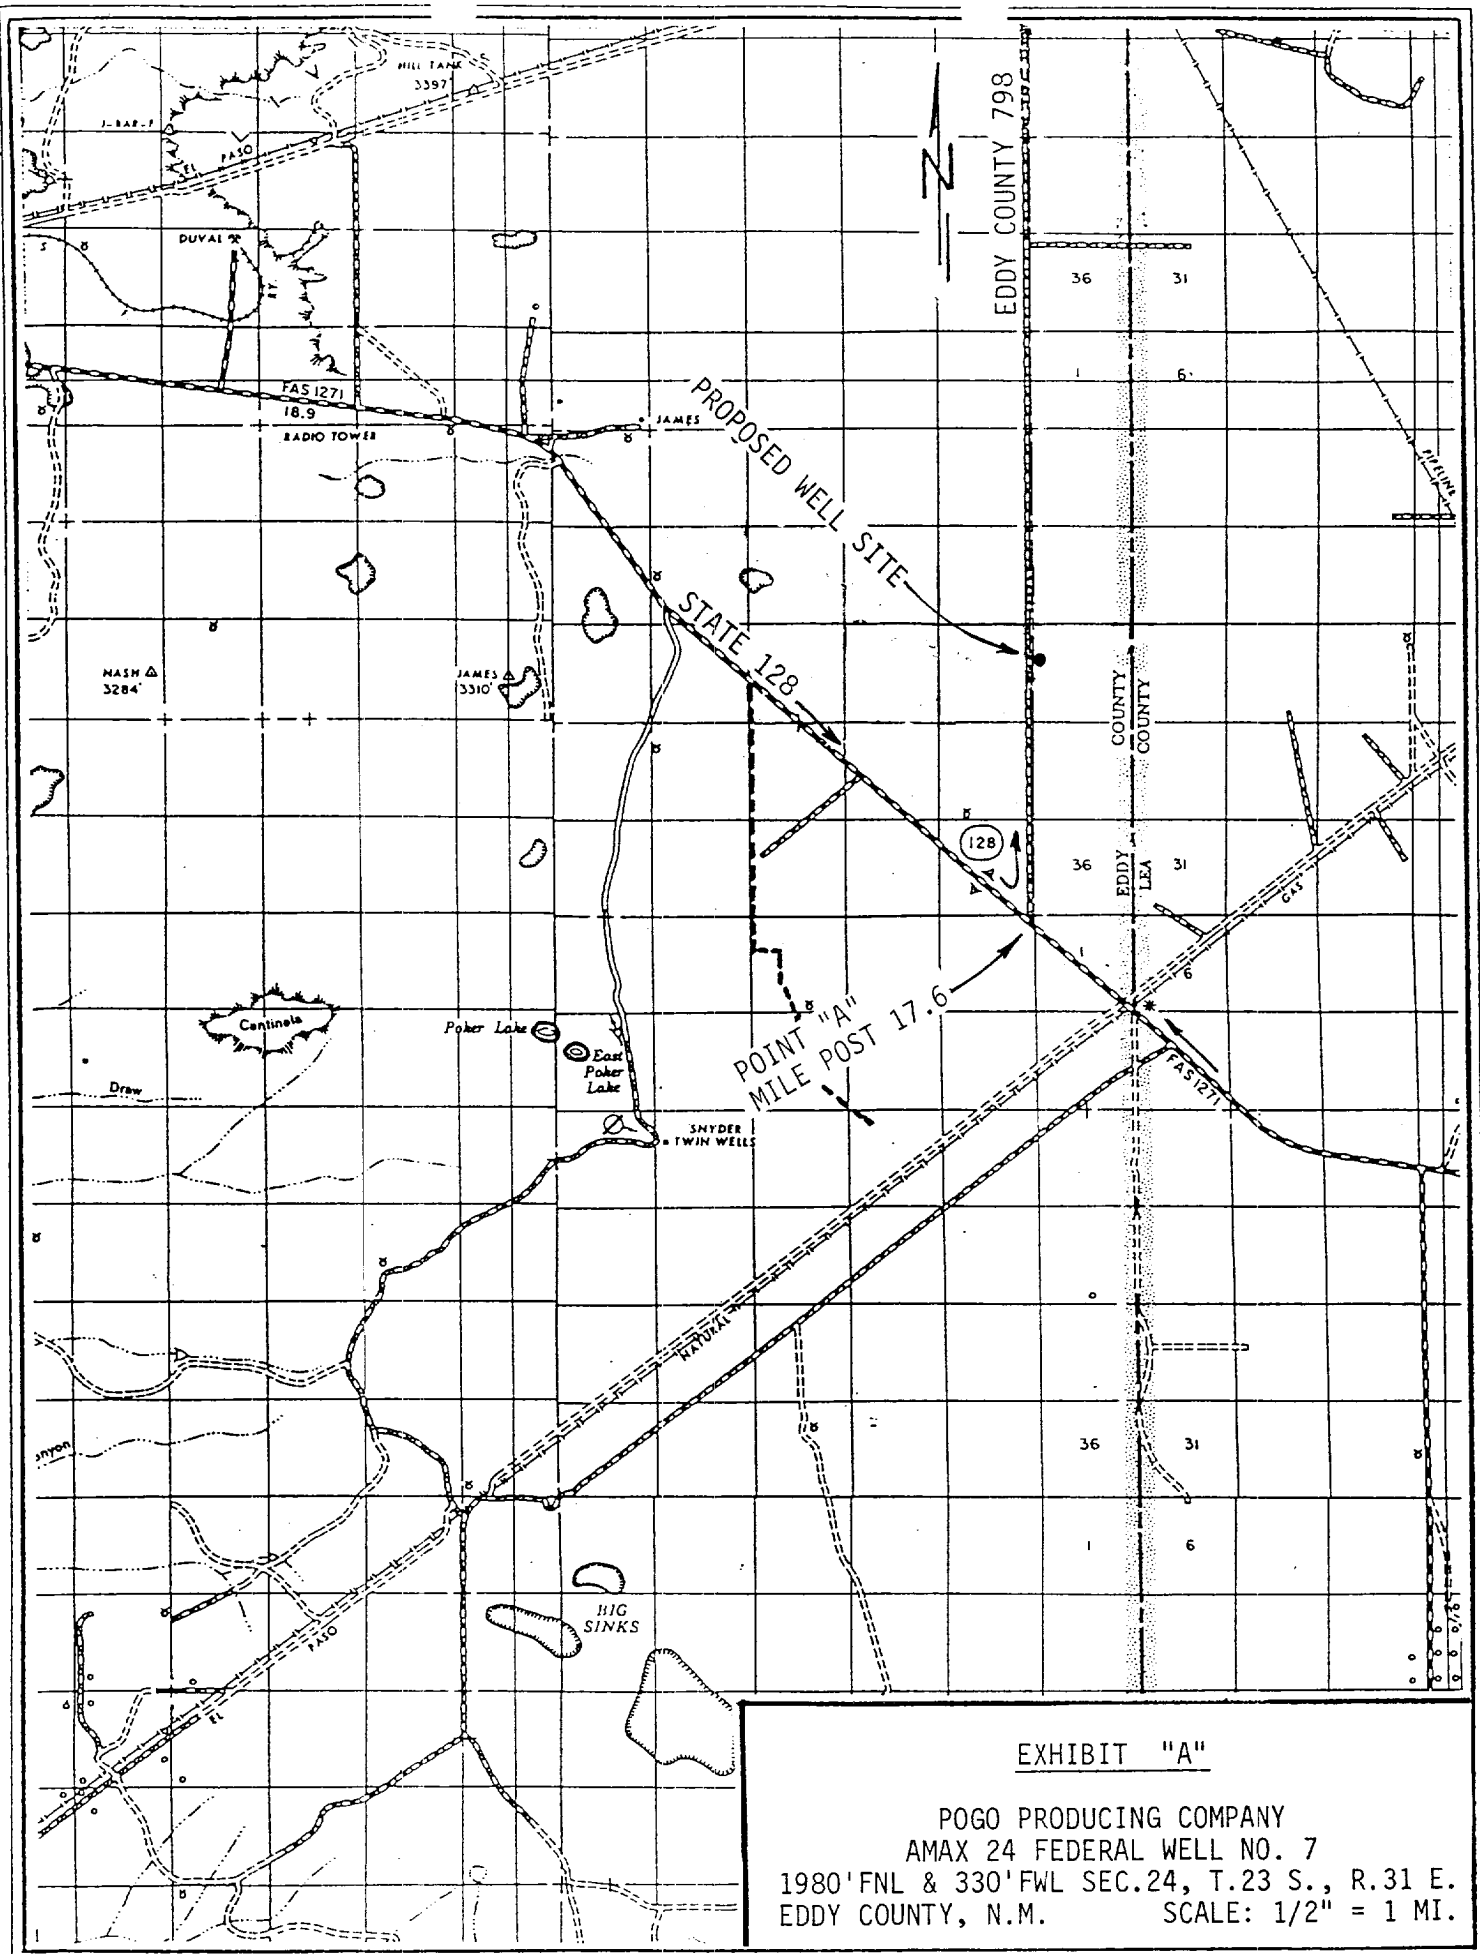 HILL TANK
3397'
J-BAR-F
EL PASO
EDDY COUNTY 798
N
DUVAL
S
RY.
36 31
FAS 1271
18.9
RADIO TOWER
JAMES
1 6
PROPOSED WELL SITE
PIPELINE
STATE 128
NASH
3284'
JAMES
3310'
COUNTY
COUNTY
128
36 31
EDDY
LEA
GAS
1 6
Cantinela
Poker Lake
East
Poker
Lake
POINT "A"
MILE POST 17.6
FAS 1271
Draw
SNYDER
TWIN WELLS
NATURAL
36 31
1 6
BIG
SINKS
EL PASO
EXHIBIT "A"
POGO PRODUCING COMPANY
AMAX 24 FEDERAL WELL NO. 7
1980'FNL & 330'FWL SEC.24, T.23 S., R.31 E.
EDDY COUNTY, N.M. SCALE: 1/2" = 1 MI.